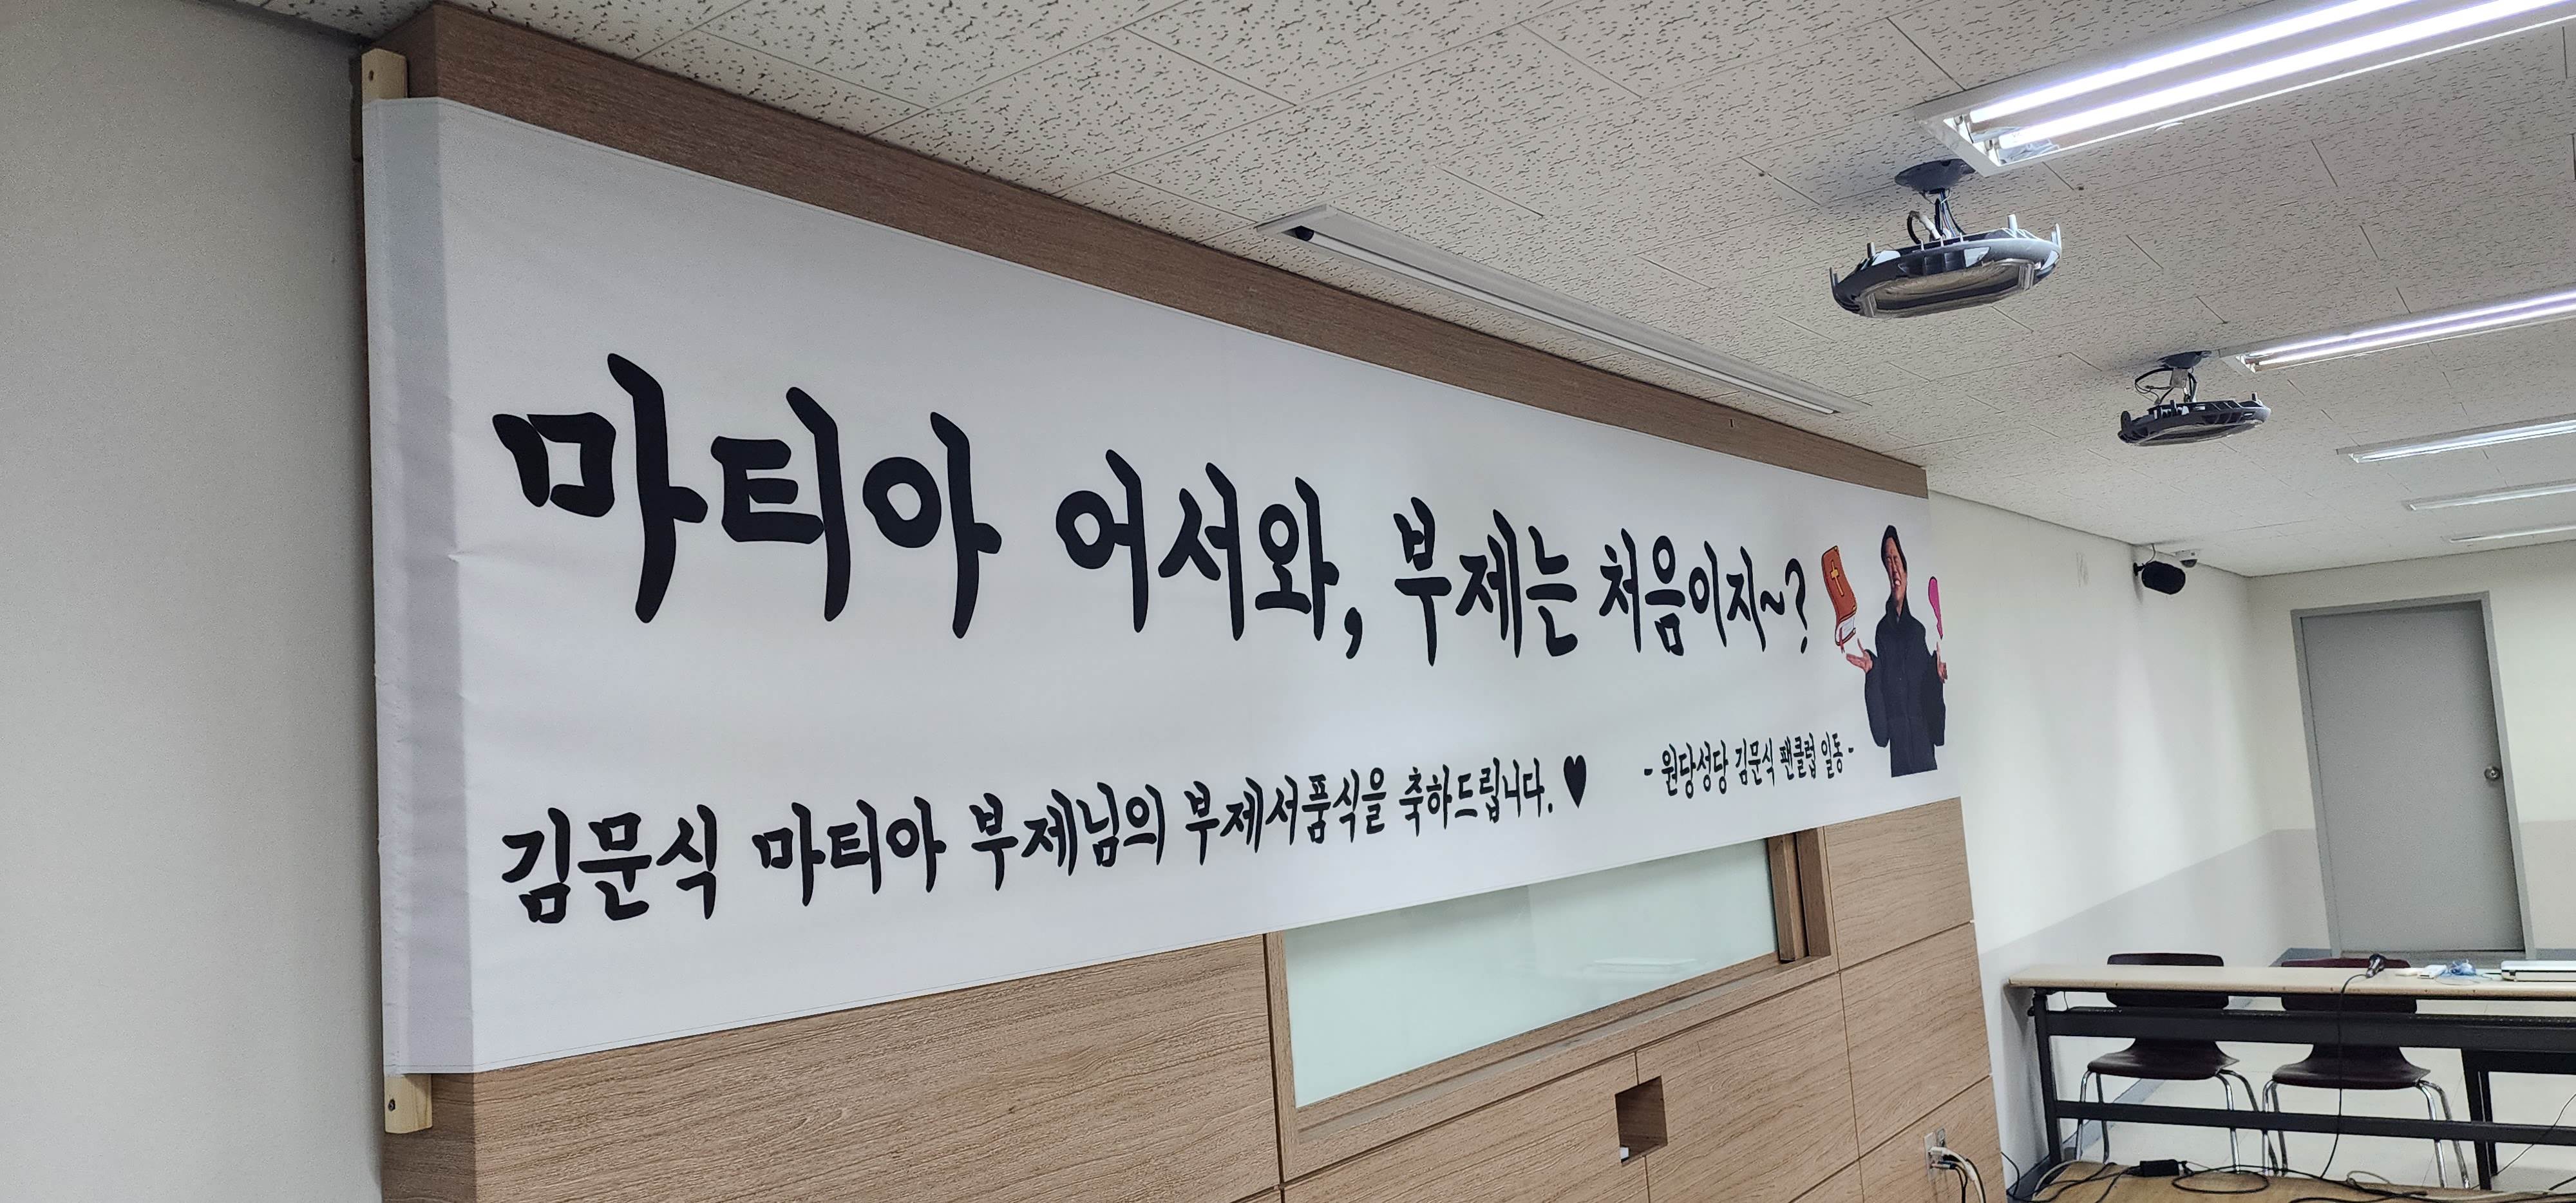 마티아 어서와, 부제는 처음이지~?
김문식 마티아 부제님의 부제서품식을 축하드립니다.♥
- 원당성당 김문식 팬클럽 일동 -